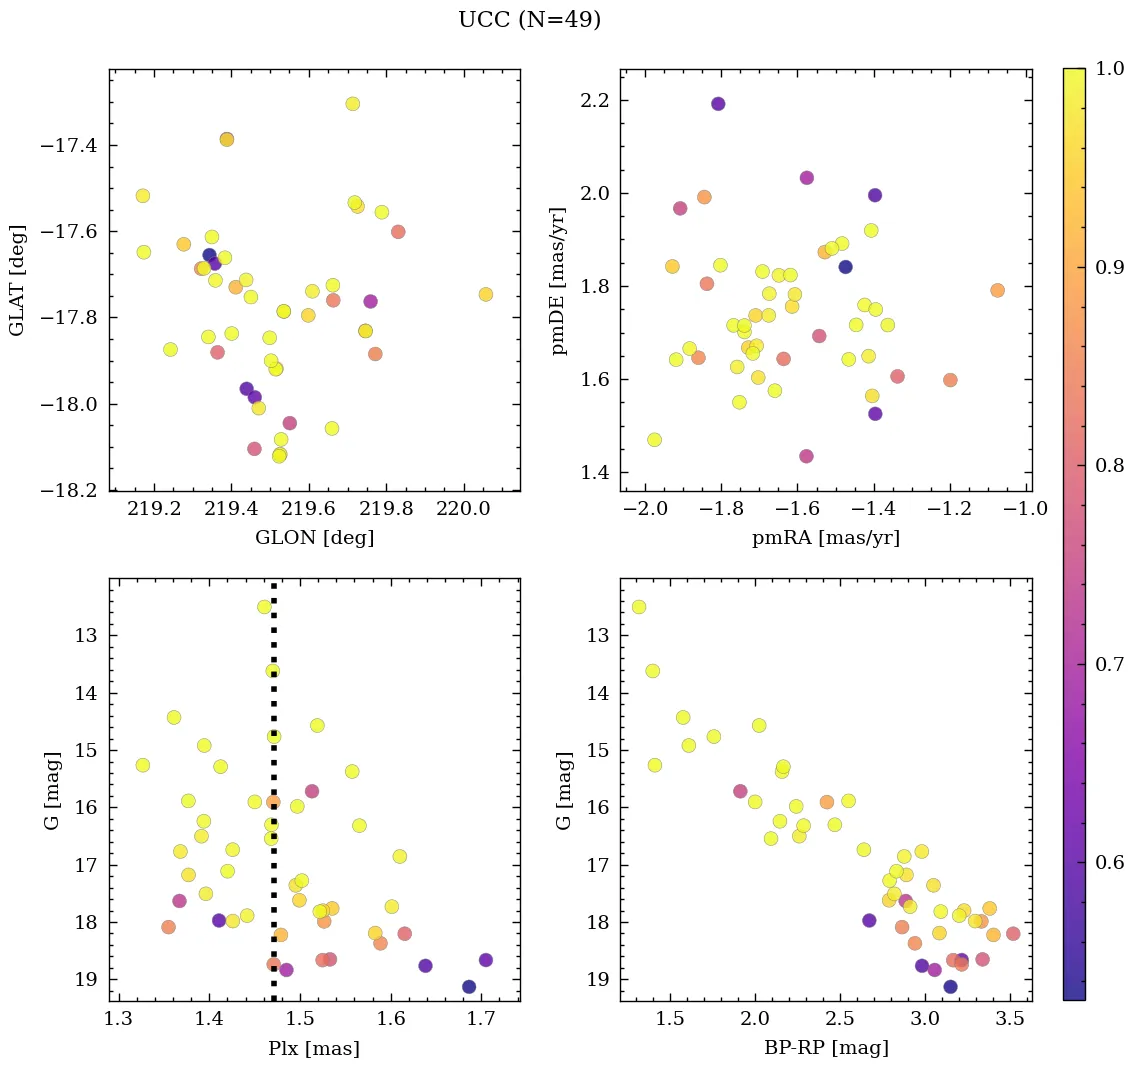 UCC (N=49)
−17.4
−17.6
−17.8
−18.0
−18.2
GLAT [deg]
219.2 219.4 219.6 219.8 220.0
GLON [deg]
2.2
2.0
1.8
1.6
1.4
pmDE [mas/yr]
−2.0 −1.8 −1.6 −1.4 −1.2 −1.0
pmRA [mas/yr]
1.0
0.9
0.8
0.7
0.6
13
14
15
16
17
18
19
G [mag]
1.3 1.4 1.5 1.6 1.7
Plx [mas]
13
14
15
16
17
18
19
G [mag]
1.5 2.0 2.5 3.0 3.5
BP-RP [mag]